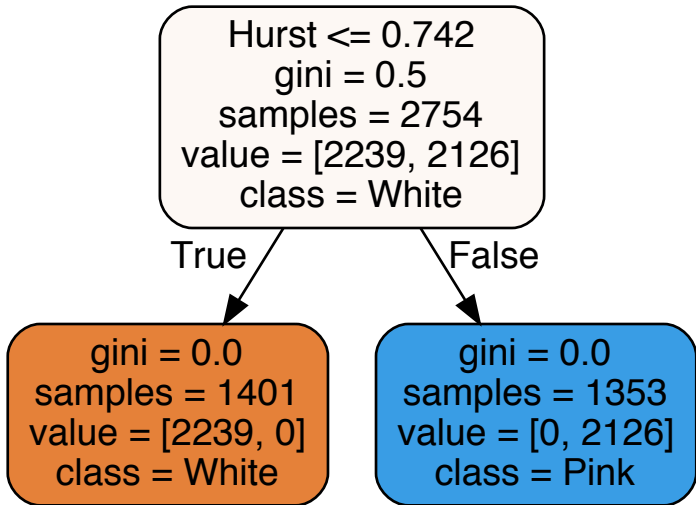 Hurst <= 0.742
gini = 0.5
samples = 2754
value = [2239, 2126]
class = White
True
False
gini = 0.0
samples = 1401
value = [2239, 0]
class = White
gini = 0.0
samples = 1353
value = [0, 2126]
class = Pink